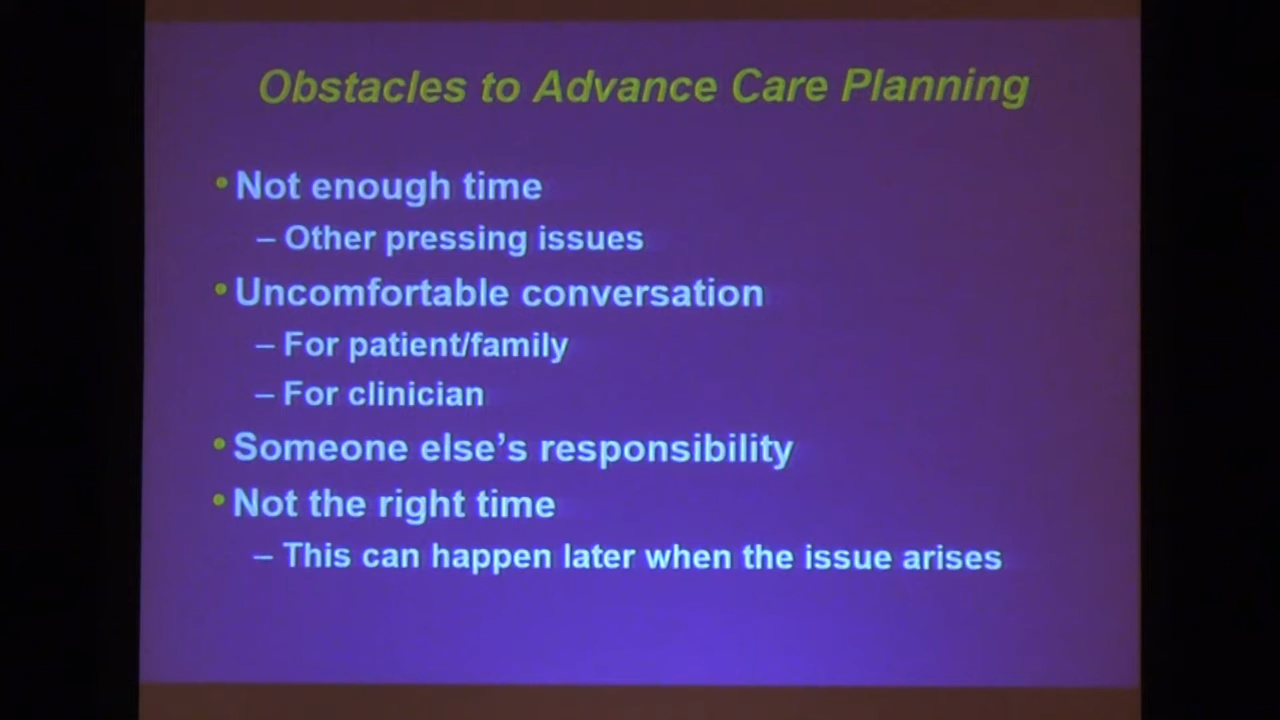 Obstacles to Advance Care Planning
• Not enough time
– Other pressing issues
• Uncomfortable conversation
– For patient/family
– For clinician
• Someone else’s responsibility
• Not the right time
– This can happen later when the issue arises